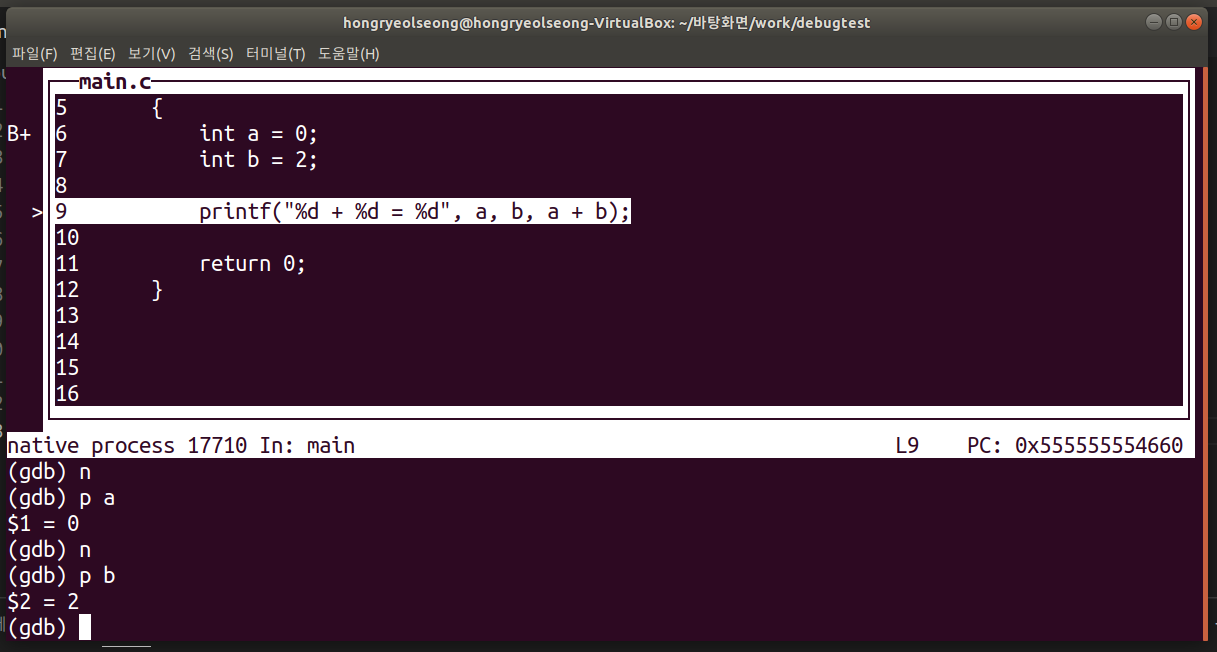 hongryeolseong@hongryeolseong-VirtualBox: ~/바탕화면/work/debugtest
파일(F) 편집(E) 보기(V) 검색(S) 터미널(T) 도움말(H)
main.c
5 {
B+ 6 int a = 0;
7 int b = 2;
8
> 9 printf("%d + %d = %d", a, b, a + b);
10
11 return 0;
12 }
13
14
15
16
native process 17710 In: main L9 PC: 0x555555554660
(gdb) n
(gdb) p a
$1 = 0
(gdb) n
(gdb) p b
$2 = 2
(gdb)